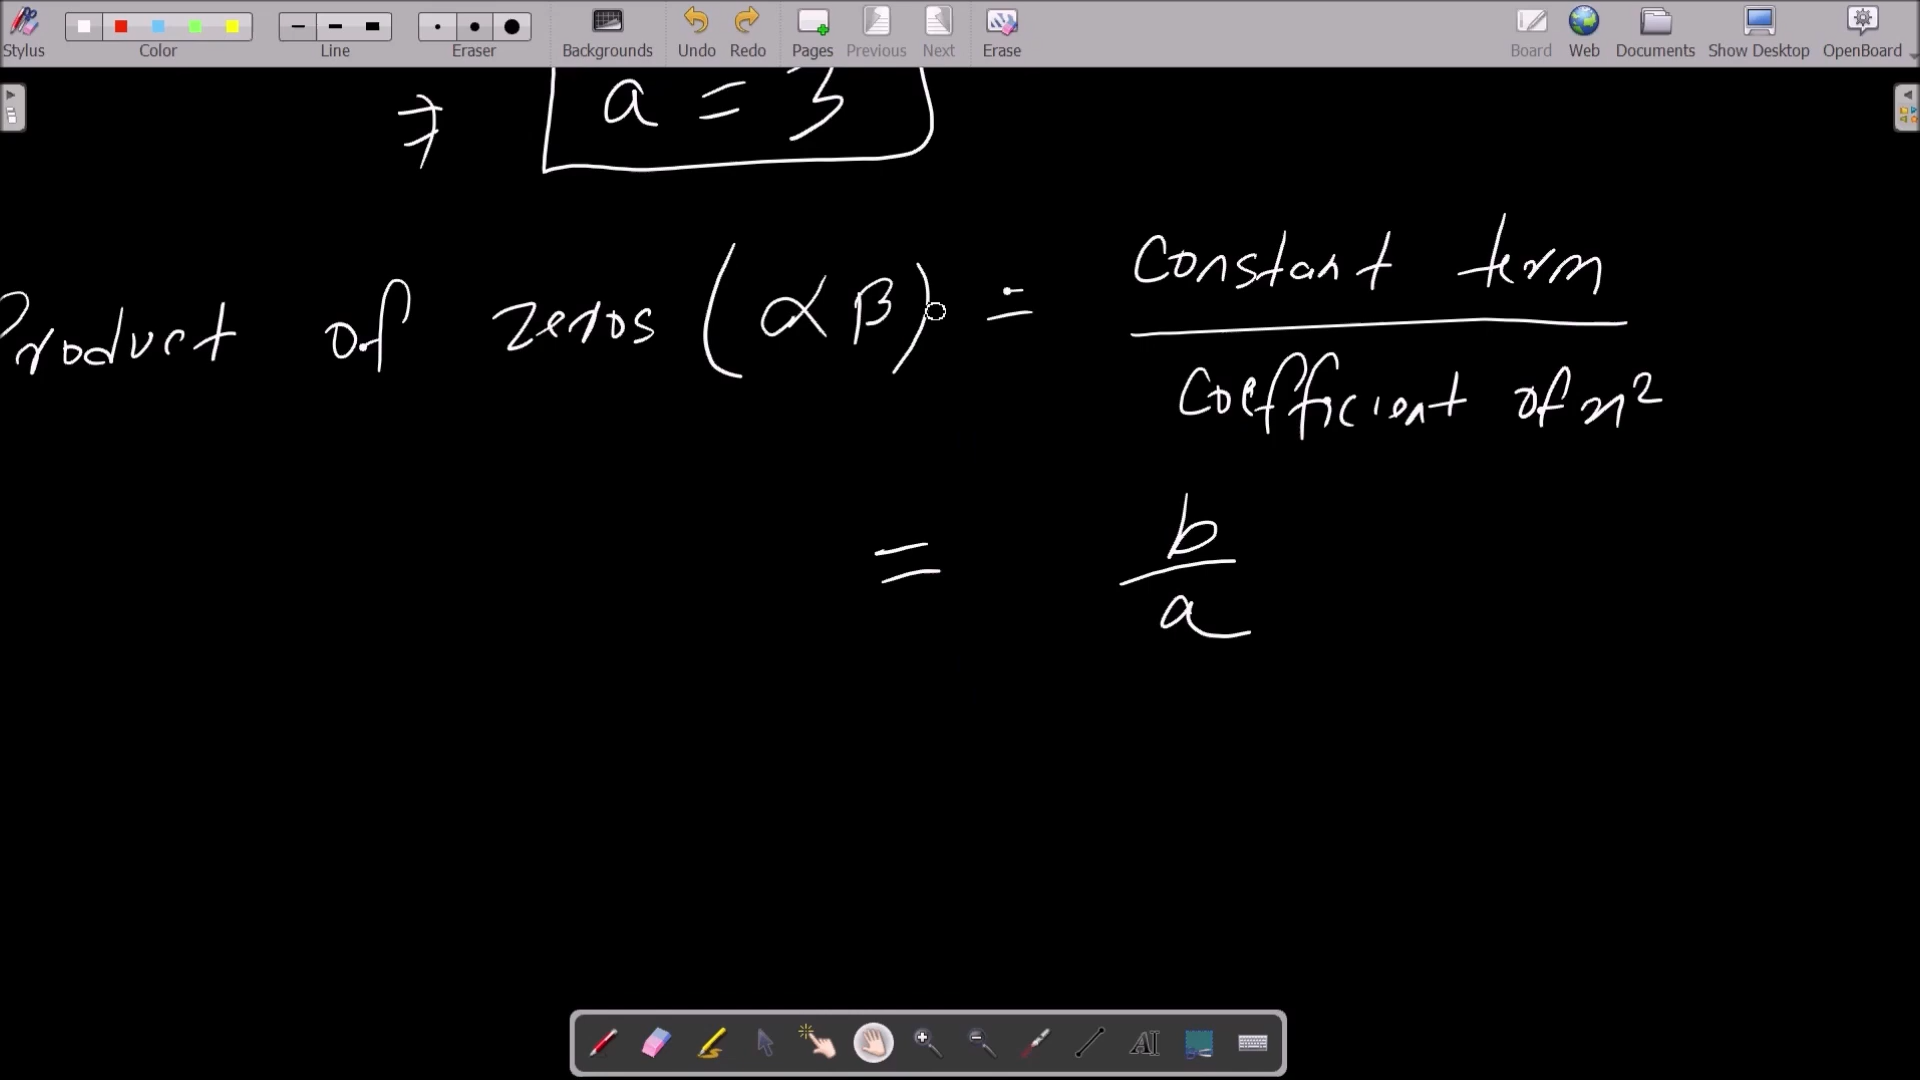 Stylus Color Line Eraser Backgrounds Undo Redo Pages Previous Next Erase Board Web Documents Show Desktop OpenBoard
⇒ a = 3
Product of zeros (αβ) = constant term / coefficient of x²
= b / a
AI